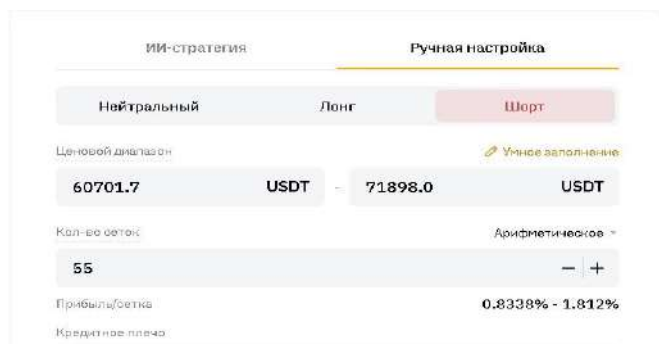 ИИ-стратегия Ручная настройка
Нейтральный Лонг Шорт
Ценовой диапазон Умное заполнение
60701.7 USDT - 71898.0 USDT
Кол-во сеток Арифметическое
55 − +
Прибыль/сетка 0.8338% - 1.812%
Кредитное плечо